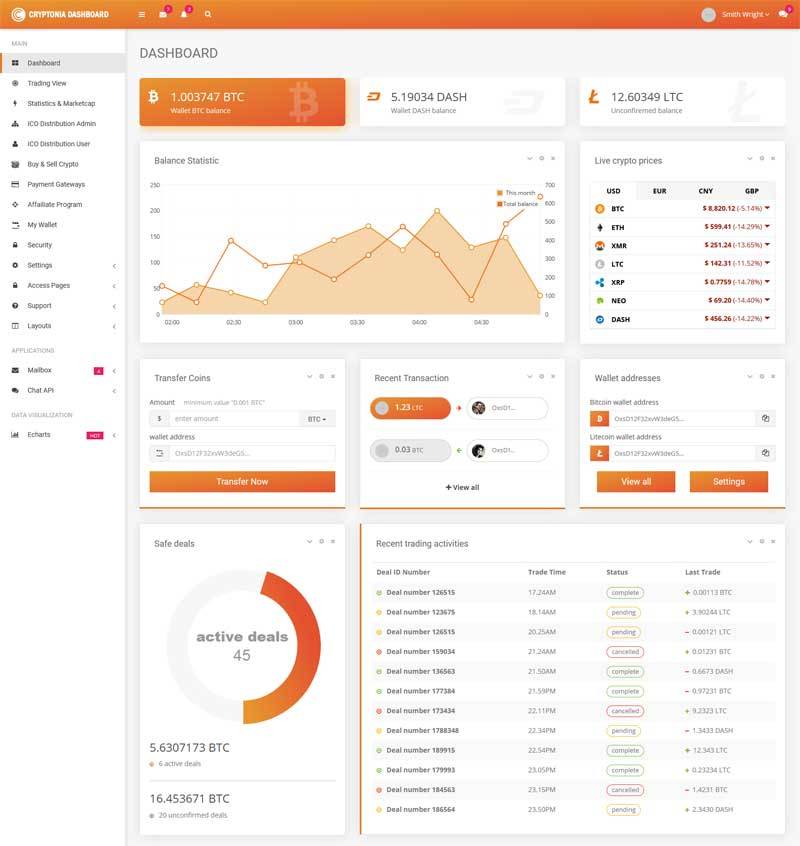 CRYPTONIA DASHBOARD
Smith Wright
MAIN
Dashboard
Trading View
Statistics & Marketcap
ICO Distribution Admin
ICO Distribution User
Buy & Sell Crypto
Payment Gateways
Affailiate Program
My Wallet
Security
Settings
Access Pages
Support
Layouts
APPLICATIONS
Mailbox 4
Chat API
DATA VISUALIZATION
Echarts HOT
DASHBOARD
1.003747 BTC
Wallet BTC balance
5.19034 DASH
Wallet DASH balance
12.60349 LTC
Unconfiremed balance
Balance Statistic
This month
Total balance
250
200
150
100
50
0
700
600
500
400
300
200
100
0
02:00 02:30 03:00 03:30 04:00 04:30
Live crypto prices
USD EUR CNY GBP
BTC $ 8,820.12 (-5.14%)
ETH $ 599.41 (-14.29%)
XMR $ 251.24 (-13.65%)
LTC $ 142.31 (-11.52%)
XRP $ 0.7759 (-14.78%)
NEO $ 69.20 (-14.40%)
DASH $ 456.26 (-14.22%)
Transfer Coins
Amount minimum value "0.001 BTC"
$ enter amount BTC
wallet address
0xsD12F32xvW3deG5...
Transfer Now
Recent Transaction
1.23 LTC 0xsD1...
0.03 BTC 0xsD1...
+ View all
Wallet addresses
Bitcoin wallet address
0xsD12F32xvW3deG5...
Litecoin wallet address
0xsD12F32xvW3deG5...
View all Settings
Safe deals
active deals
45
5.6307173 BTC
6 active deals
16.453671 BTC
20 unconfirmed deals
Recent trading activities
Deal ID Number Trade Time Status Last Trade
Deal number 126515 17.24AM complete + 0.00113 BTC
Deal number 123675 18.14AM pending + 3.90244 LTC
Deal number 126515 20.25AM pending - 0.00121 LTC
Deal number 159034 21.24AM cancelled + 0.01231 BTC
Deal number 136563 21.50AM complete - 0.6673 DASH
Deal number 177384 21.59PM complete - 0.97231 BTC
Deal number 173434 22.11PM cancelled + 9.2323 LTC
Deal number 1788348 22.34PM pending - 1.3433 DASH
Deal number 189915 22.54PM complete + 12.343 LTC
Deal number 179993 23.05PM complete + 0.23234 LTC
Deal number 184563 23.15PM cancelled - 1.4231 BTC
Deal number 186564 23.50PM pending + 2.3430 DASH